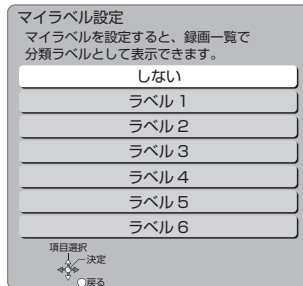 マイラベル設定
マイラベルを設定すると、録画一覧で
分類ラベルとして表示できます。
しない
ラベル 1
ラベル 2
ラベル 3
ラベル 4
ラベル 5
ラベル 6
項目選択
決定
戻る